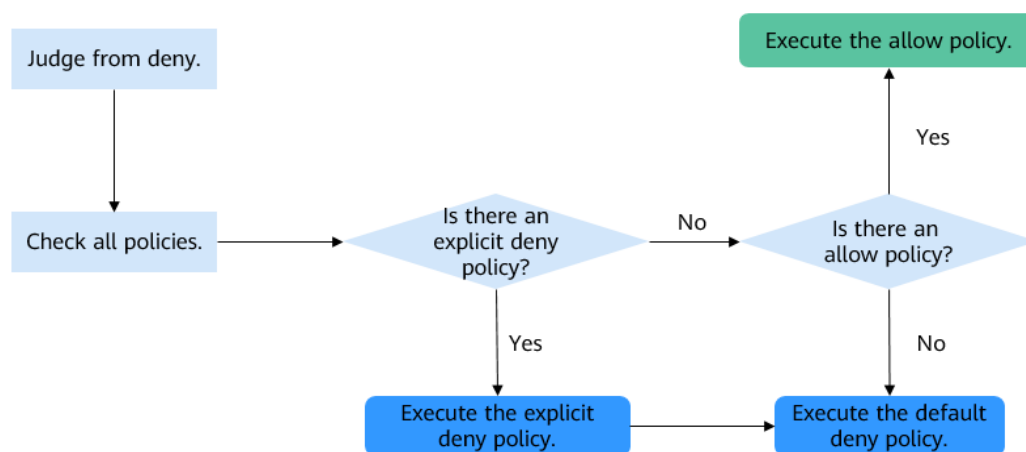 Judge from deny.
Execute the allow policy.
Yes
Check all policies.
Is there an
explicit deny
policy?
No
Is there an
allow policy?
Yes
No
Execute the explicit
deny policy.
Execute the default
deny policy.